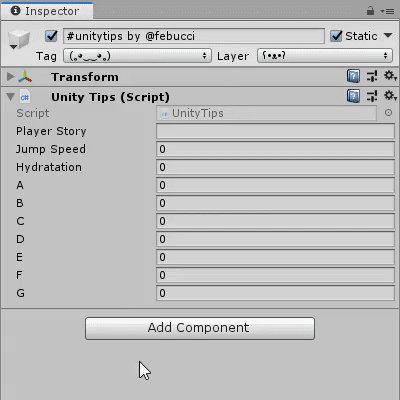 Inspector
#unitytips by @febucci Static
Tag (｡◕‿‿◕｡) Layer ʕ•ᴥ•ʔ
Transform
Unity Tips (Script)
Script UnityTips
Player Story
Jump Speed 0
Hydratation 0
A 0
B 0
C 0
D 0
E 0
F 0
G 0
Add Component